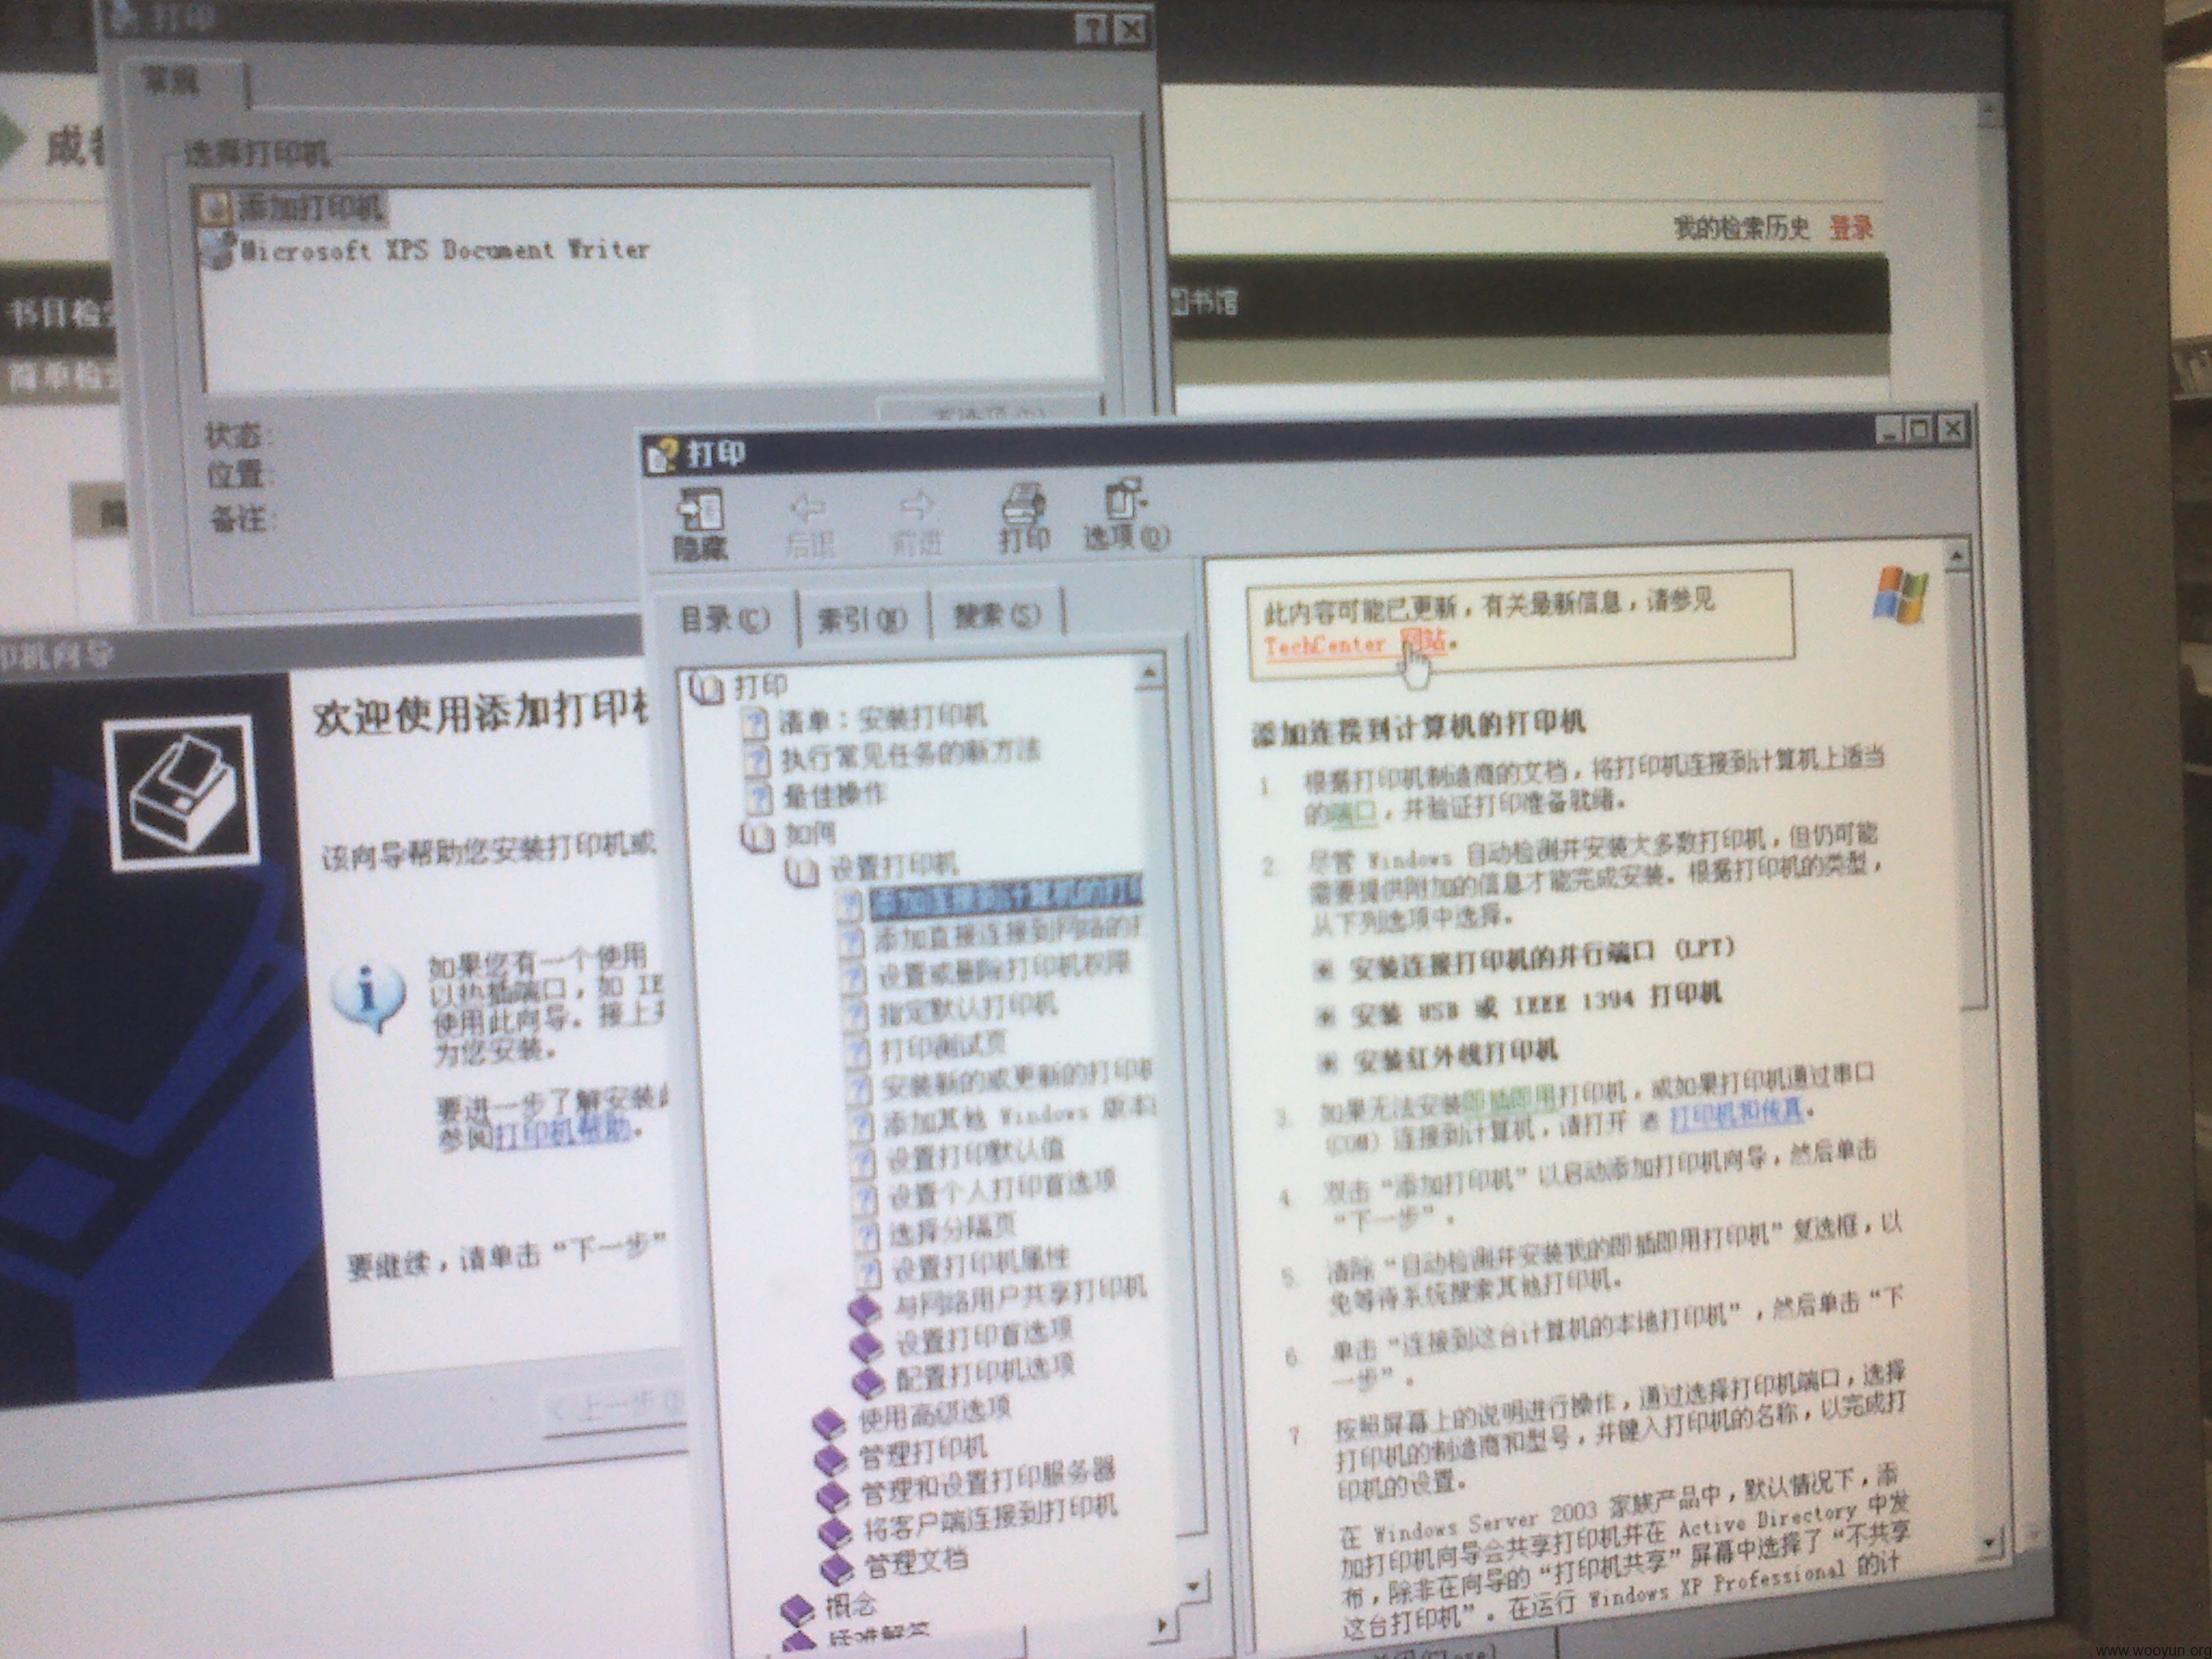 打印
常规
选择打印机
添加打印机
Microsoft XPS Document Writer
状态:
位置:
备注:
成都
书目检索
简单检索
我的检索历史 登录
图书馆
印机向导
欢迎使用添加打印机
该向导帮助您安装打印机或
如果您有一个使用
以热插端口，如 IE
使用此向导。接上并
为您安装。
要进一步了解安装
参阅打印机帮助。
要继续，请单击“下一步”
< 上一步(B)
打印
隐藏 后退 前进 打印 选项(O)
目录(C) 索引(N) 搜索(S)
打印
清单：安装打印机
执行常见任务的新方法
最佳操作
如何
设置打印机
添加连接到计算机的打印
添加直接连接到网络的打
设置或删除打印机权限
指定默认打印机
打印测试页
安装新的或更新的打印机
添加其他 Windows 版本
设置打印默认值
设置个人打印首选项
选择分隔页
设置打印机属性
与网络用户共享打印机
设置打印首选项
配置打印机选项
使用高级选项
管理打印机
管理和设置打印服务器
将客户端连接到打印机
管理文档
概念
疑难解答
此内容可能已更新，有关最新信息，请参见
TechCenter 网站。
添加连接到计算机的打印机
1. 根据打印机制造商的文档，将打印机连接到计算机上适当
的端口，并验证打印准备就绪。
2. 尽管 Windows 自动检测并安装大多数打印机，但仍可能
需要提供附加的信息才能完成安装。根据打印机的类型，
从下列选项中选择。
安装连接打印机的并行端口 (LPT)
安装 USB 或 IEEE 1394 打印机
安装红外线打印机
3. 如果无法安装即插即用打印机，或如果打印机通过串口
(COM) 连接到计算机，请打开 打印机和传真。
4. 双击“添加打印机”以启动添加打印机向导，然后单击
“下一步”。
5. 清除“自动检测并安装我的即插即用打印机”复选框，以
免等待系统搜索其他打印机。
6. 单击“连接到这台计算机的本地打印机”，然后单击“下
一步”。
7. 按照屏幕上的说明进行操作，通过选择打印机端口，选择
打印机的制造商和型号，并键入打印机的名称，以完成打
印机的设置。
在 Windows Server 2003 家族产品中，默认情况下，添
加打印机向导会共享打印机并在 Active Directory 中发
布，除非在向导的“打印机共享”屏幕中选择了“不共享
这台打印机”。在运行 Windows XP Professional 的计
www.wooyun.org